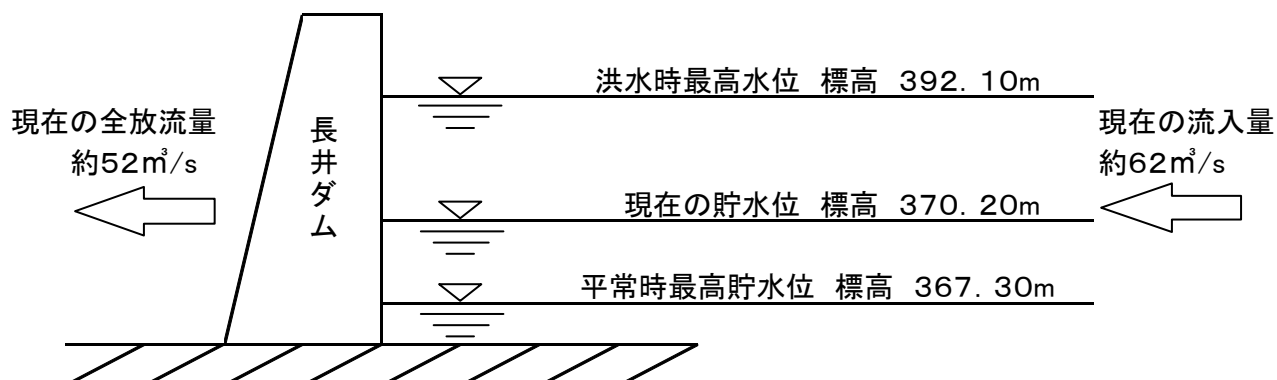 洪水時最高水位 標高 392.10m
現在の全放流量
約52㎥/s
長井ダム
現在の流入量
約62㎥/s
現在の貯水位 標高 370.20m
平常時最高貯水位 標高 367.30m